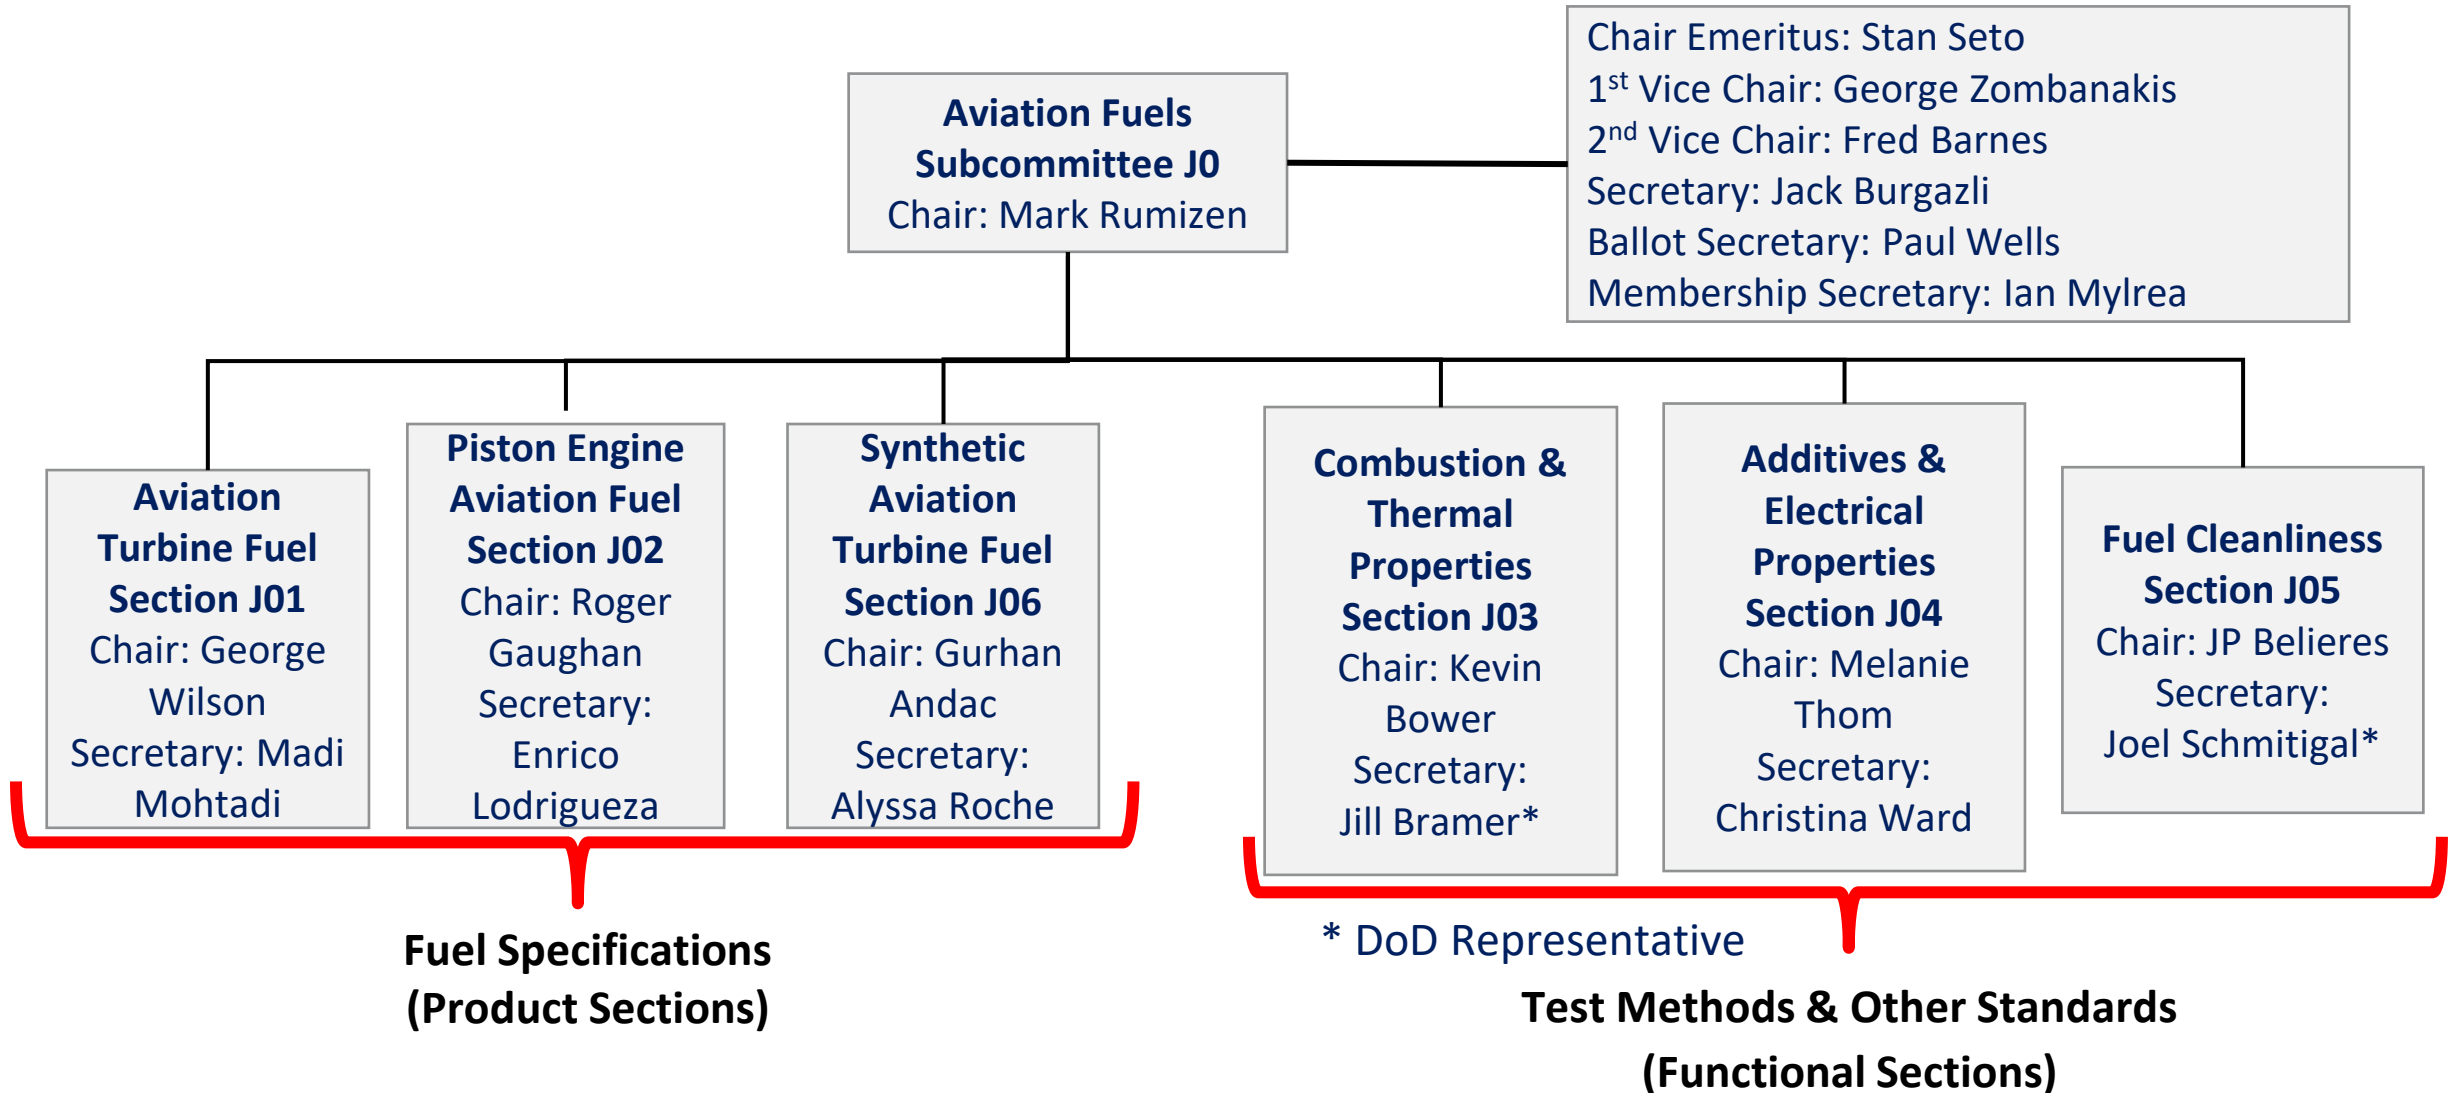 Chair Emeritus: Stan Seto
1st Vice Chair: George Zombanakis
2nd Vice Chair: Fred Barnes
Secretary: Jack Burgazli
Ballot Secretary: Paul Wells
Membership Secretary: Ian Mylrea
Aviation Fuels
Subcommittee J0
Chair: Mark Rumizen
Aviation
Turbine Fuel
Section J01
Chair: George
Wilson
Secretary: Madi
Mohtadi
Piston Engine
Aviation Fuel
Section J02
Chair: Roger
Gaughan
Secretary:
Enrico
Lodrigueza
Synthetic
Aviation
Turbine Fuel
Section J06
Chair: Gurhan
Andac
Secretary:
Alyssa Roche
Combustion &
Thermal
Properties
Section J03
Chair: Kevin
Bower
Secretary:
Jill Bramer*
Additives &
Electrical
Properties
Section J04
Chair: Melanie
Thom
Secretary:
Christina Ward
Fuel Cleanliness
Section J05
Chair: JP Belieres
Secretary:
Joel Schmitigal*
Fuel Specifications
(Product Sections)
* DoD Representative
Test Methods & Other Standards
(Functional Sections)